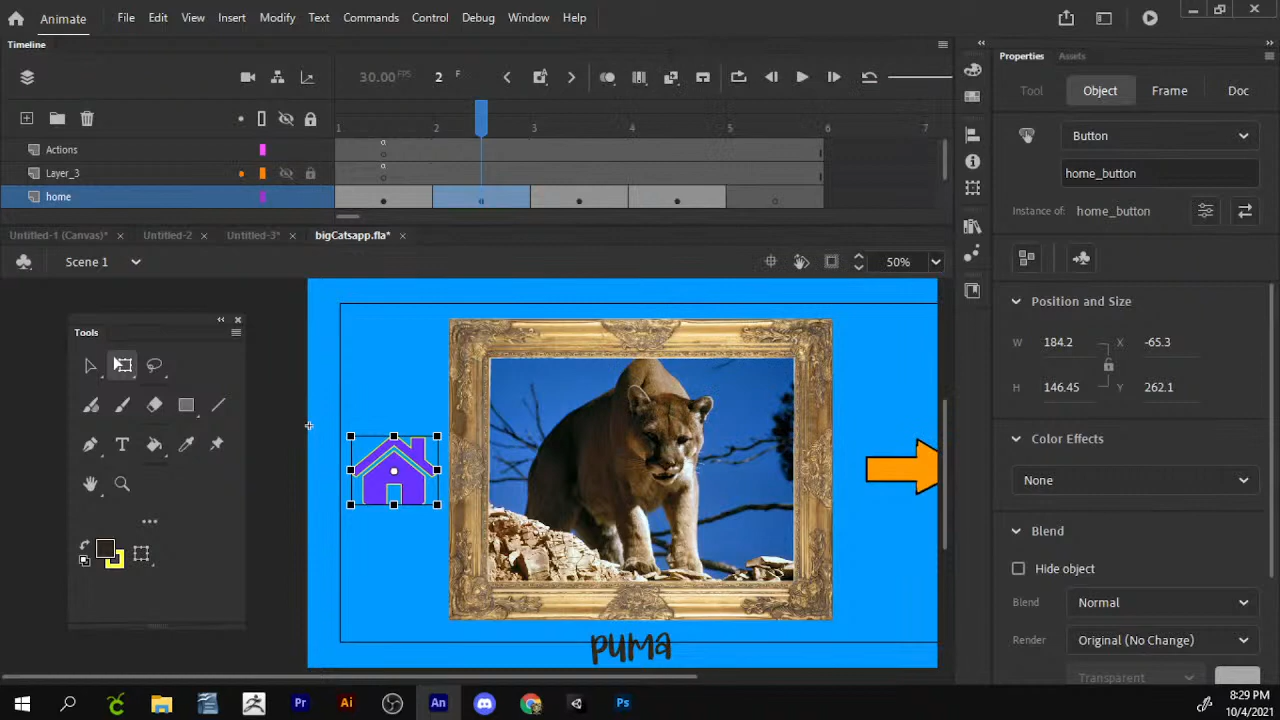 Animate File Edit View Insert Modify Text Commands Control Debug Window Help
Timeline
Properties Assets
30.00 FPS 2 F
Tool Object Frame Doc
1 2 3 4 5 6 7
Button
Actions
Layer_3
home_button
home
Instance of: home_button
Untitled-1 (Canvas)* × Untitled-2 × Untitled-3* × bigCatsapp.fla* ×
Scene 1
50%
Tools
Position and Size
W 184.2 X -65.3
H 146.45 Y 262.1
Color Effects
None
Blend
Hide object
Blend Normal
Render Original (No Change)
Transparent
puma
Pr Ai An Ps
8:29 PM
10/4/2021